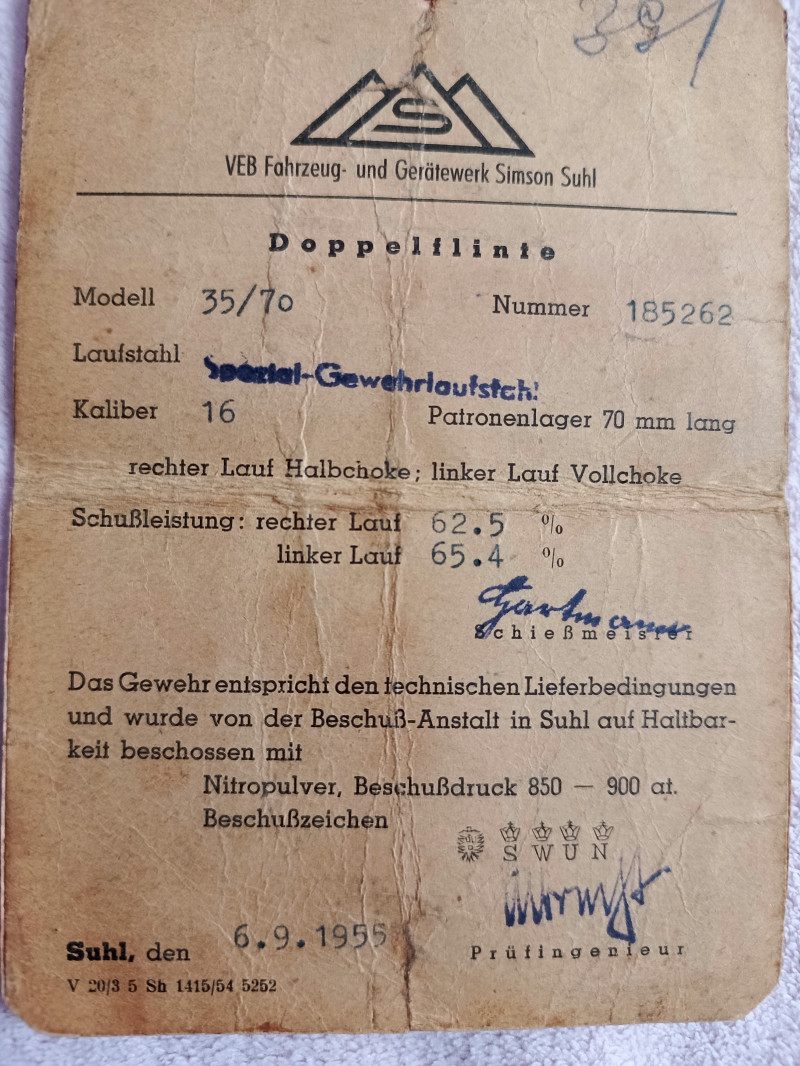 391
S
VEB Fahrzeug- und Gerätewerk Simson Suhl
Doppelflinte
Modell 35/70 Nummer 185262
Laufstahl Spezial-Gewehrlaufstahl
Kaliber 16 Patronenlager 70 mm lang
rechter Lauf Halbchoke; linker Lauf Vollchoke
Schußleistung: rechter Lauf 62.5 %
linker Lauf 65.4 %
Hartmann
Schießmeister
Das Gewehr entspricht den technischen Lieferbedingungen
und wurde von der Beschuß-Anstalt in Suhl auf Haltbar-
keit beschossen mit
Nitropulver, Beschußdruck 850 — 900 at.
Beschußzeichen
S W U N
Suhl, den 6.9.1955
Prüfingenieur
V 20/3 5 Sh 1415/54 5252